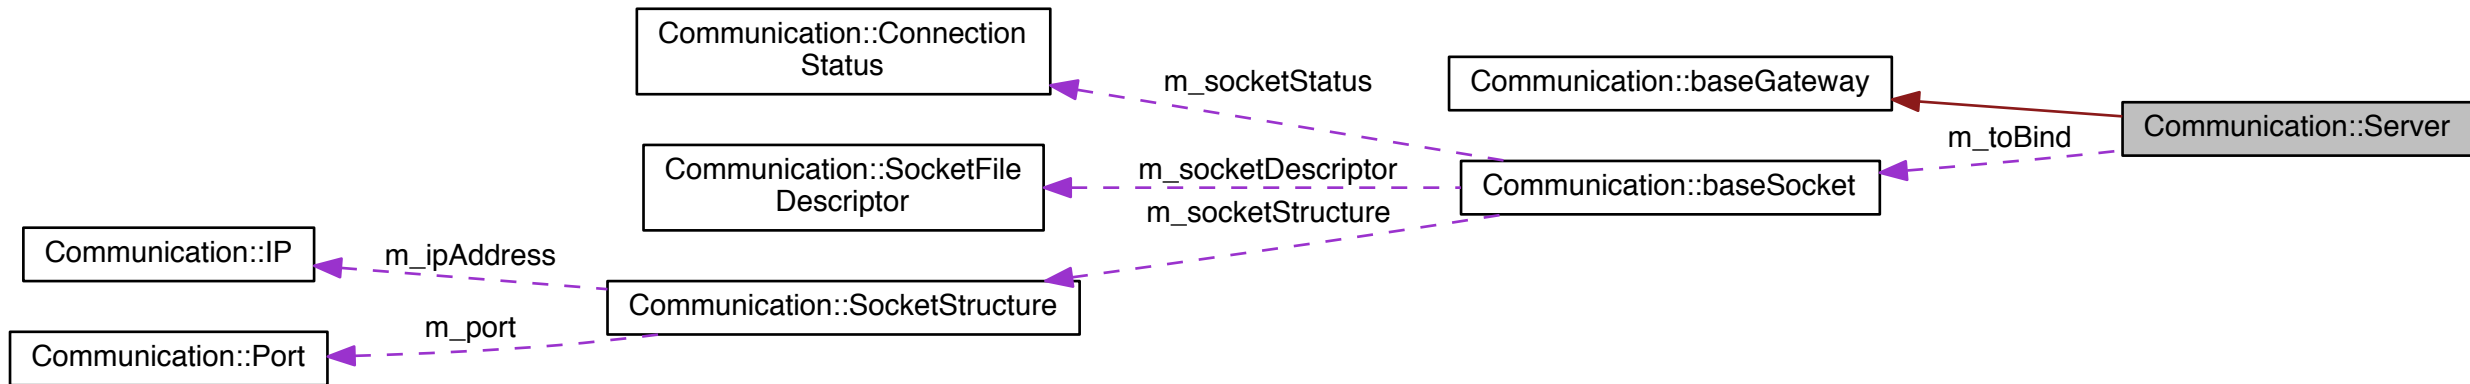 Communication::Connection
Status
m_socketStatus
Communication::baseGateway
Communication::Server
m_toBind
Communication::SocketFile
Descriptor
m_socketDescriptor
Communication::baseSocket
m_socketStructure
Communication::IP
m_ipAddress
Communication::SocketStructure
m_port
Communication::Port